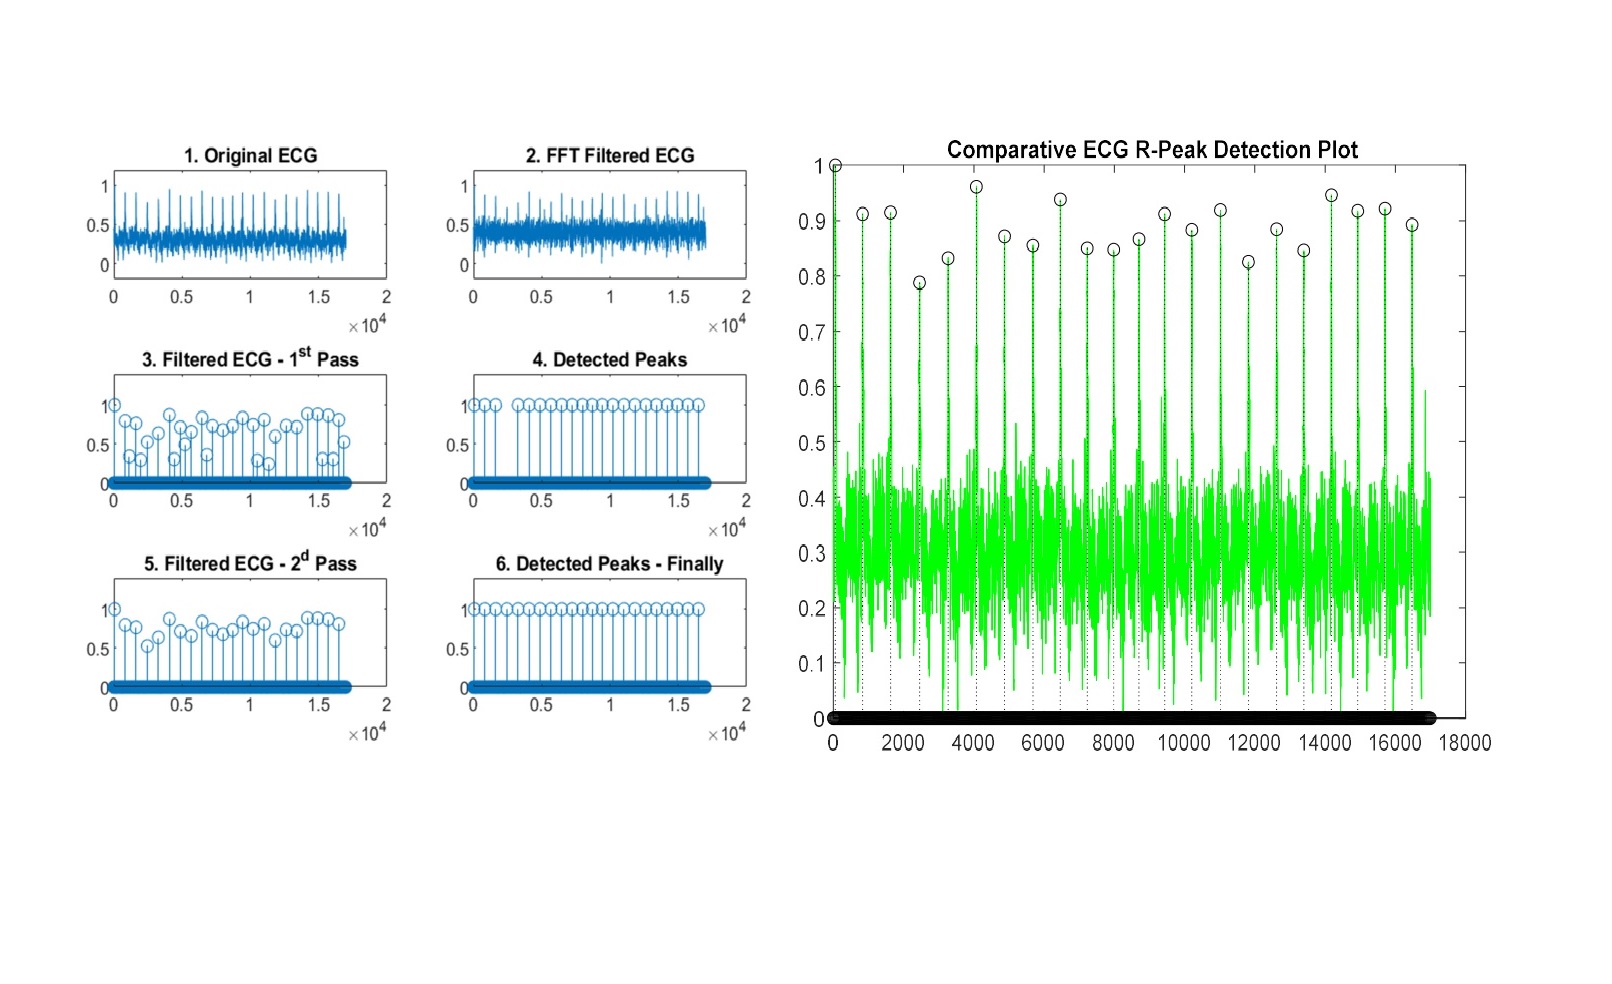 1. Original ECG
1
0.5
0
0 0.5 1 1.5 2
×10⁴
2. FFT Filtered ECG
1
0.5
0
0 0.5 1 1.5 2
×10⁴
3. Filtered ECG - 1st Pass
1
0.5
0
0 0.5 1 1.5 2
×10⁴
4. Detected Peaks
1
0.5
0
0 0.5 1 1.5 2
×10⁴
5. Filtered ECG - 2d Pass
1
0.5
0
0 0.5 1 1.5 2
×10⁴
6. Detected Peaks - Finally
1
0.5
0
0 0.5 1 1.5 2
×10⁴
Comparative ECG R-Peak Detection Plot
1
0.9
0.8
0.7
0.6
0.5
0.4
0.3
0.2
0.1
0
0 2000 4000 6000 8000 10000 12000 14000 16000 18000